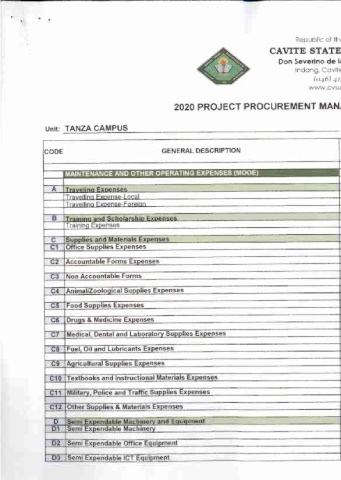 Republic of th
CAVITE STATE
Don Severino de l
Indang, Cavit
www.cvsu
2020 PROJECT PROCUREMENT MANA
Unit: TANZA CAMPUS
CODE GENERAL DESCRIPTION
MAINTENANCE AND OTHER OPERATING EXPENSES (MOOE)
A Traveling Expenses
Travelling Expense-Local
Travelling Expense-Foreign
B Training and Scholarship Expenses
Training Expenses
C Supplies and Materials Expenses
C1 Office Supplies Expenses
C2 Accountable Forms Expenses
C3 Non Accountable Forms
C4 Animal/Zoological Supplies Expenses
C5 Food Supplies Expenses
C6 Drugs & Medicine Expenses
C7 Medical, Dental and Laboratory Supplies Expenses
C8 Fuel, Oil and Lubricants Expenses
C9 Agricultural Supplies Expenses
C10 Textbooks and Instructional Materials Expenses
C11 Military, Police and Traffic Supplies Expenses
C12 Other Supplies & Materials Expenses
D Semi Expendable Machinery and Equipment
D1 Semi Expendable Machinery
D2 Semi Expendable Office Equipment
D3 Semi Expendable ICT Equipment